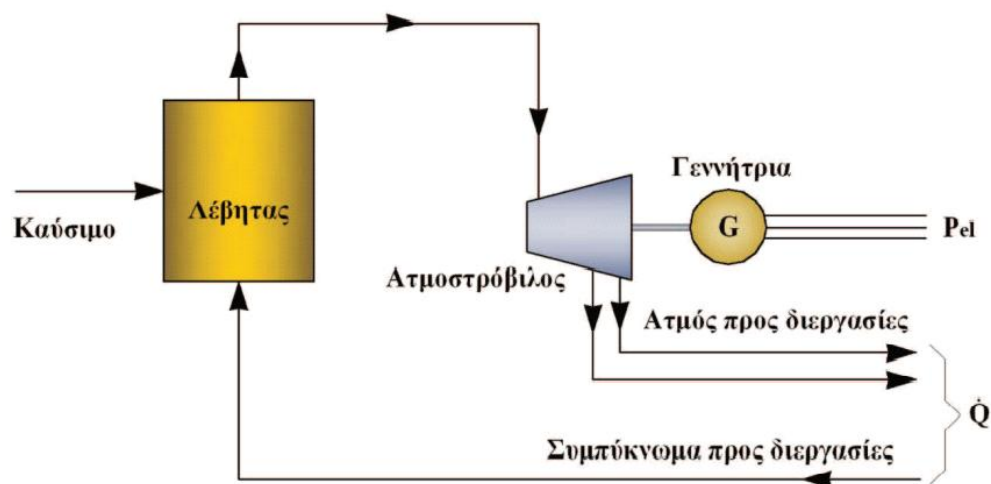 Γεννήτρια
Λέβητας
Καύσιμο
G
Pel
Ατμοστρόβιλος
Ατμός προς διεργασίες
Q̇
Συμπύκνωμα προς διεργασίες